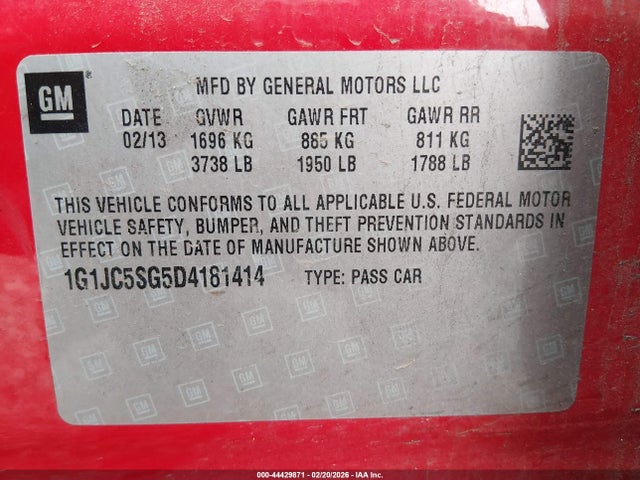 GM ®
MFD BY GENERAL MOTORS LLC
DATE GVWR GAWR FRT GAWR RR
02/13 1696 KG 885 KG 811 KG
3738 LB 1950 LB 1788 LB
THIS VEHICLE CONFORMS TO ALL APPLICABLE U.S. FEDERAL MOTOR
VEHICLE SAFETY, BUMPER, AND THEFT PREVENTION STANDARDS IN
EFFECT ON THE DATE OF MANUFACTURE SHOWN ABOVE.
1G1JC5SG5D4181414 TYPE: PASS CAR
000-44429871 - 02/20/2026 - IAA Inc.